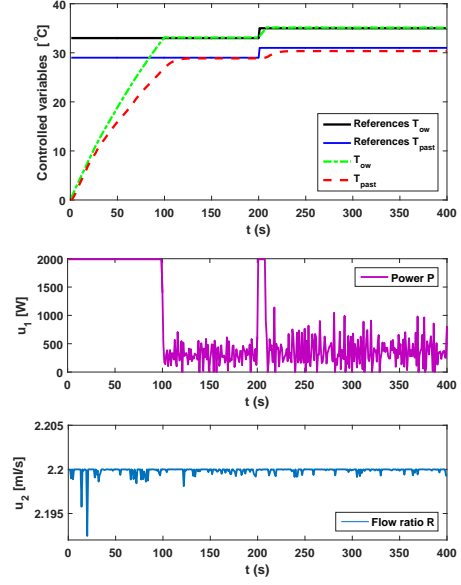 Controlled variables [°C]
40
30
20
10
0
References T_ow
References T_past
T_ow
T_past
0 50 100 150 200 250 300 350 400
t (s)
u_1 [W]
2000
1500
1000
500
0
Power P
0 50 100 150 200 250 300 350 400
t (s)
u_2 [ml/s]
2.205
2.2
2.195
Flow ratio R
0 50 100 150 200 250 300 350 400
t (s)